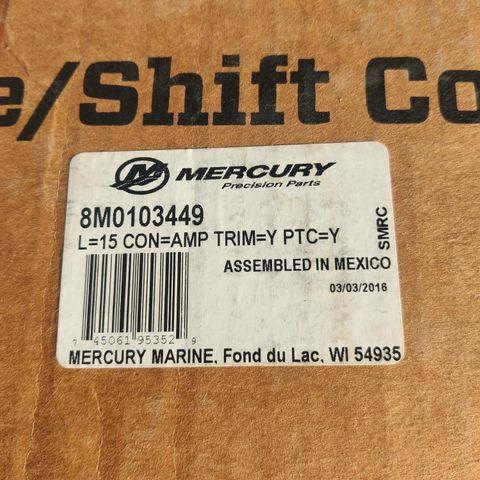 e/Shift Co
MERCURY
Precision Parts
8M0103449
L=15 CON=AMP TRIM=Y PTC=Y
SMRC
ASSEMBLED IN MEXICO
03/03/2016
7 45061 95352 9
MERCURY MARINE, Fond du Lac, WI 54935